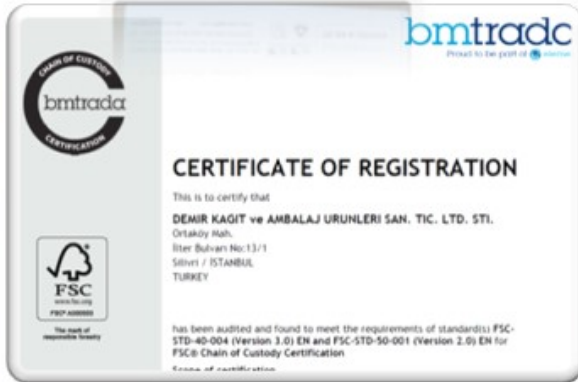 bmtradc
Proud to be part of element
CHAIN OF CUSTODY
bmtrada
CERTIFICATION
CERTIFICATE OF REGISTRATION
This is to certify that
DEMIR KAGIT ve AMBALAJ URUNLERI SAN. TIC. LTD. STI.
Ortaköy Mah.
İlter Bulvarı No:13/1
Silivri / İSTANBUL
TURKEY
FSC
www.fsc.org
The mark of
responsible forestry
has been audited and found to meet the requirements of standard(s) FSC-
STD-40-004 (Version 3.0) EN and FSC-STD-50-001 (Version 2.0) EN for
FSC® Chain of Custody Certification
Scope of certification